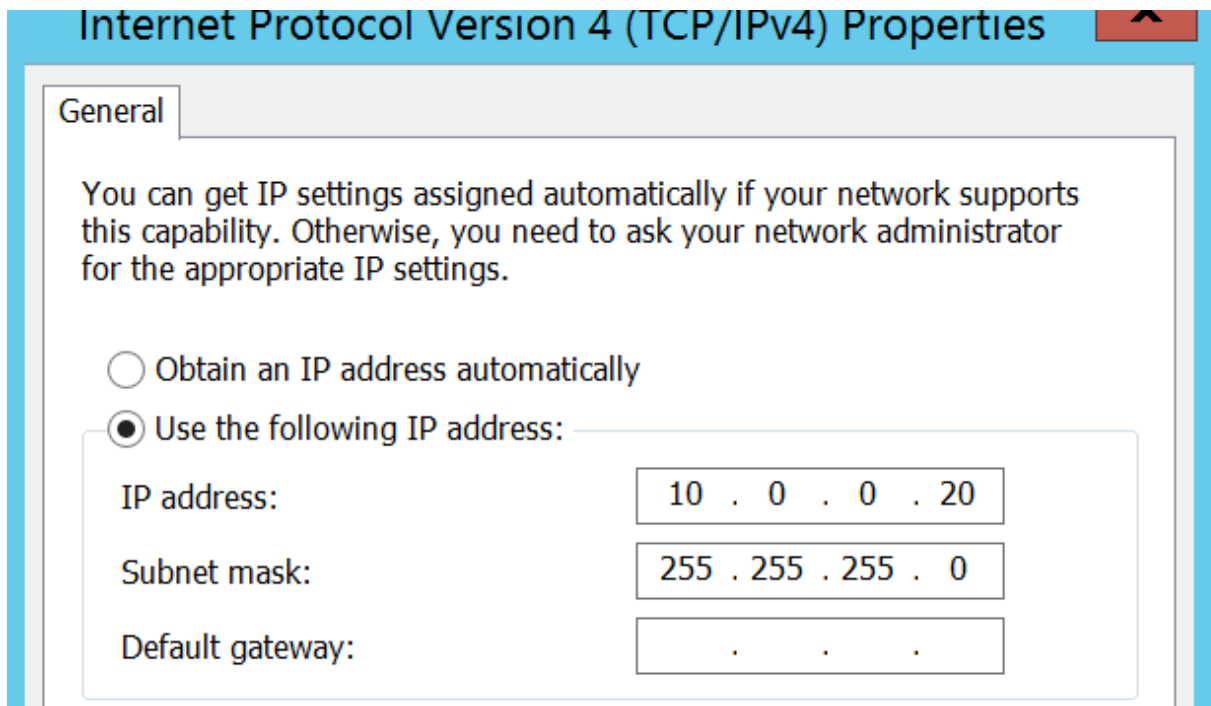 Internet Protocol Version 4 (TCP/IPv4) Properties
General
You can get IP settings assigned automatically if your network supports
this capability. Otherwise, you need to ask your network administrator
for the appropriate IP settings.
Obtain an IP address automatically
Use the following IP address:
IP address: 10 . 0 . 0 . 20
Subnet mask: 255 . 255 . 255 . 0
Default gateway: . . .